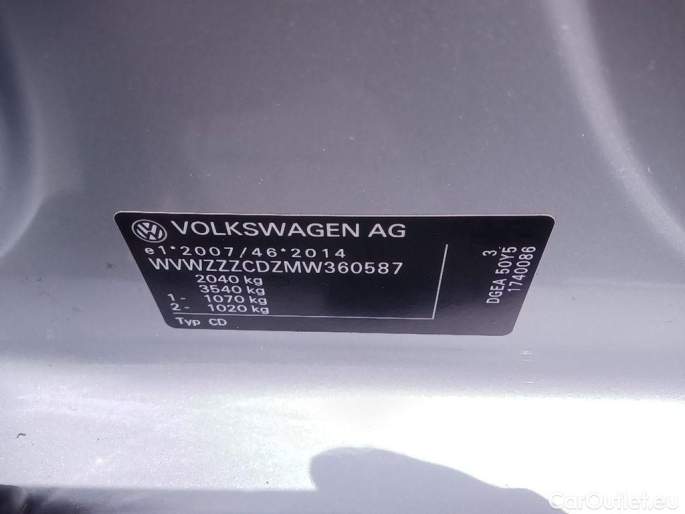 VOLKSWAGEN AG
e1*2007/46*2014
WVWZZZCDZMW360587
2040 kg
3540 kg
1- 1070 kg
2- 1020 kg
Typ CD
3
DGEA 50Y5
1740086
CarOutlet.eu